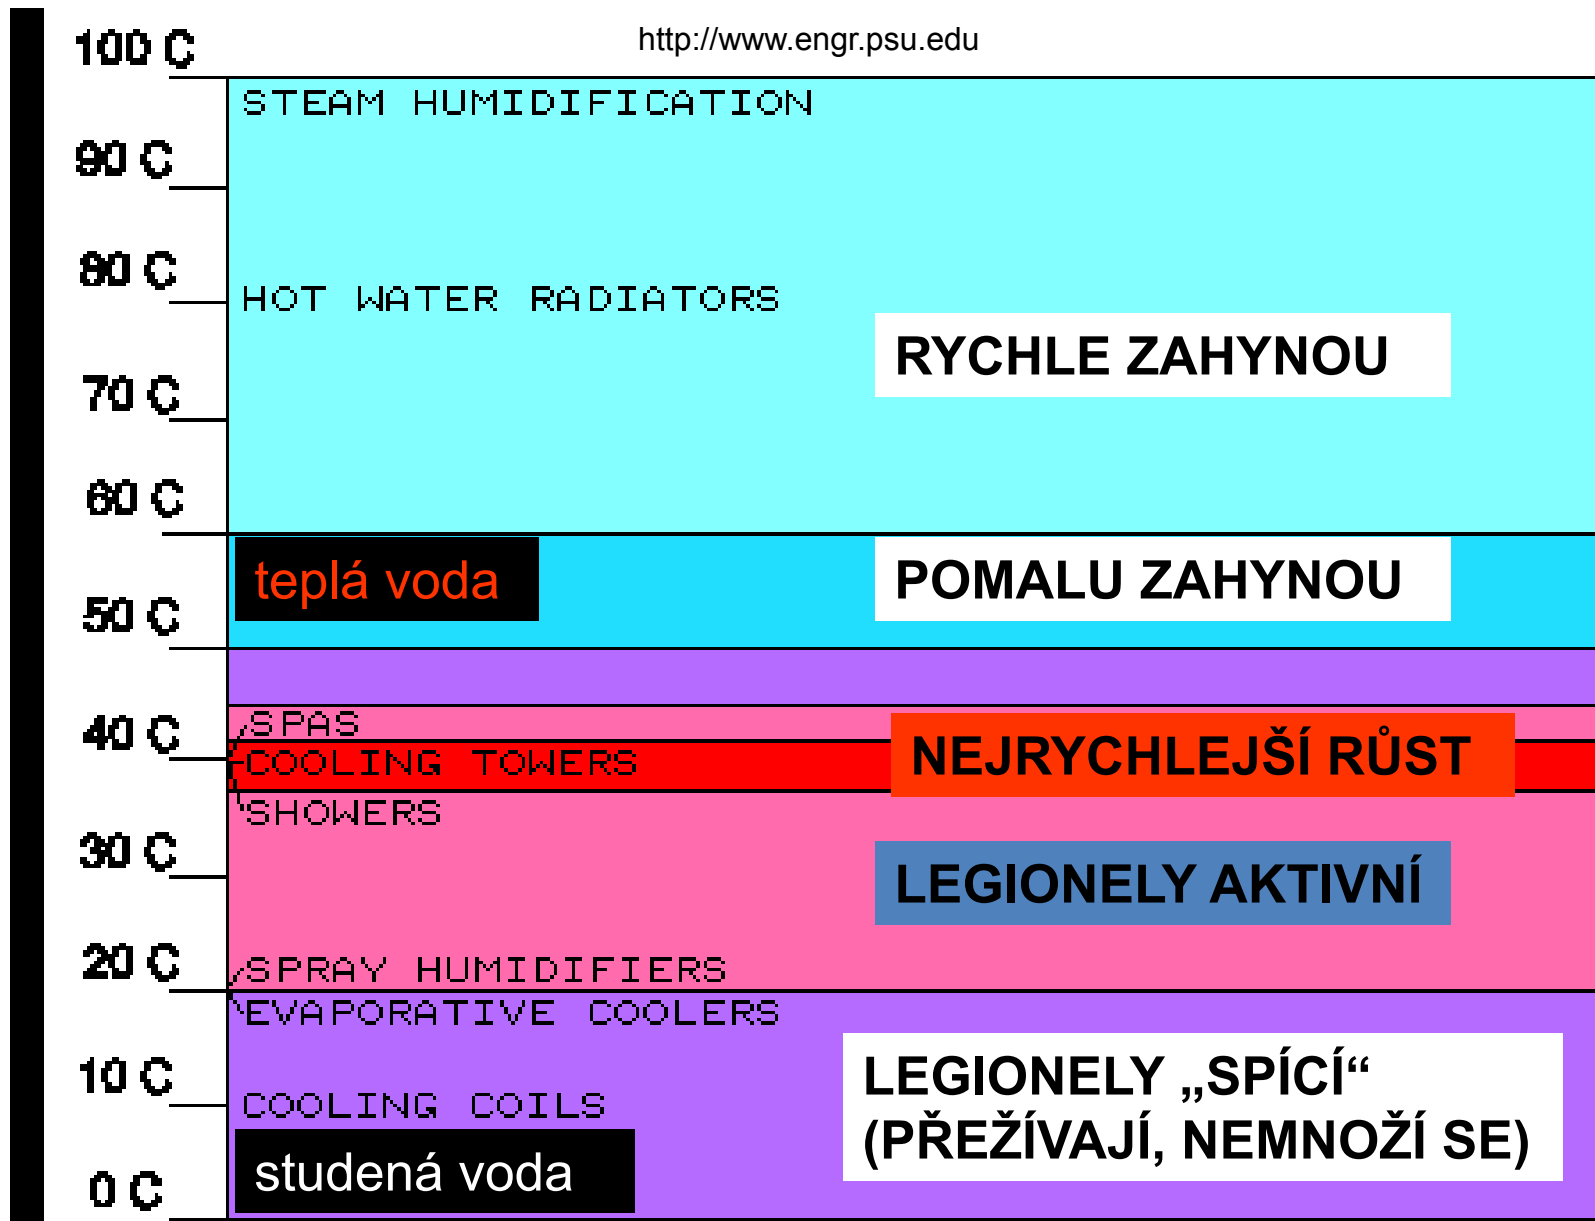 100 C
http://www.engr.psu.edu
STEAM HUMIDIFICATION
90 C
80 C
HOT WATER RADIATORS
RYCHLE ZAHYNOU
70 C
60 C
teplá voda
POMALU ZAHYNOU
50 C
40 C
SPAS
NEJRYCHLEJŠÍ RŮST
COOLING TOWERS
SHOWERS
30 C
LEGIONELY AKTIVNÍ
20 C
SPRAY HUMIDIFIERS
EVAPORATIVE COOLERS
10 C
LEGIONELY „SPÍCÍ“
COOLING COILS
(PŘEŽÍVAJÍ, NEMNOŽÍ SE)
studená voda
0 C